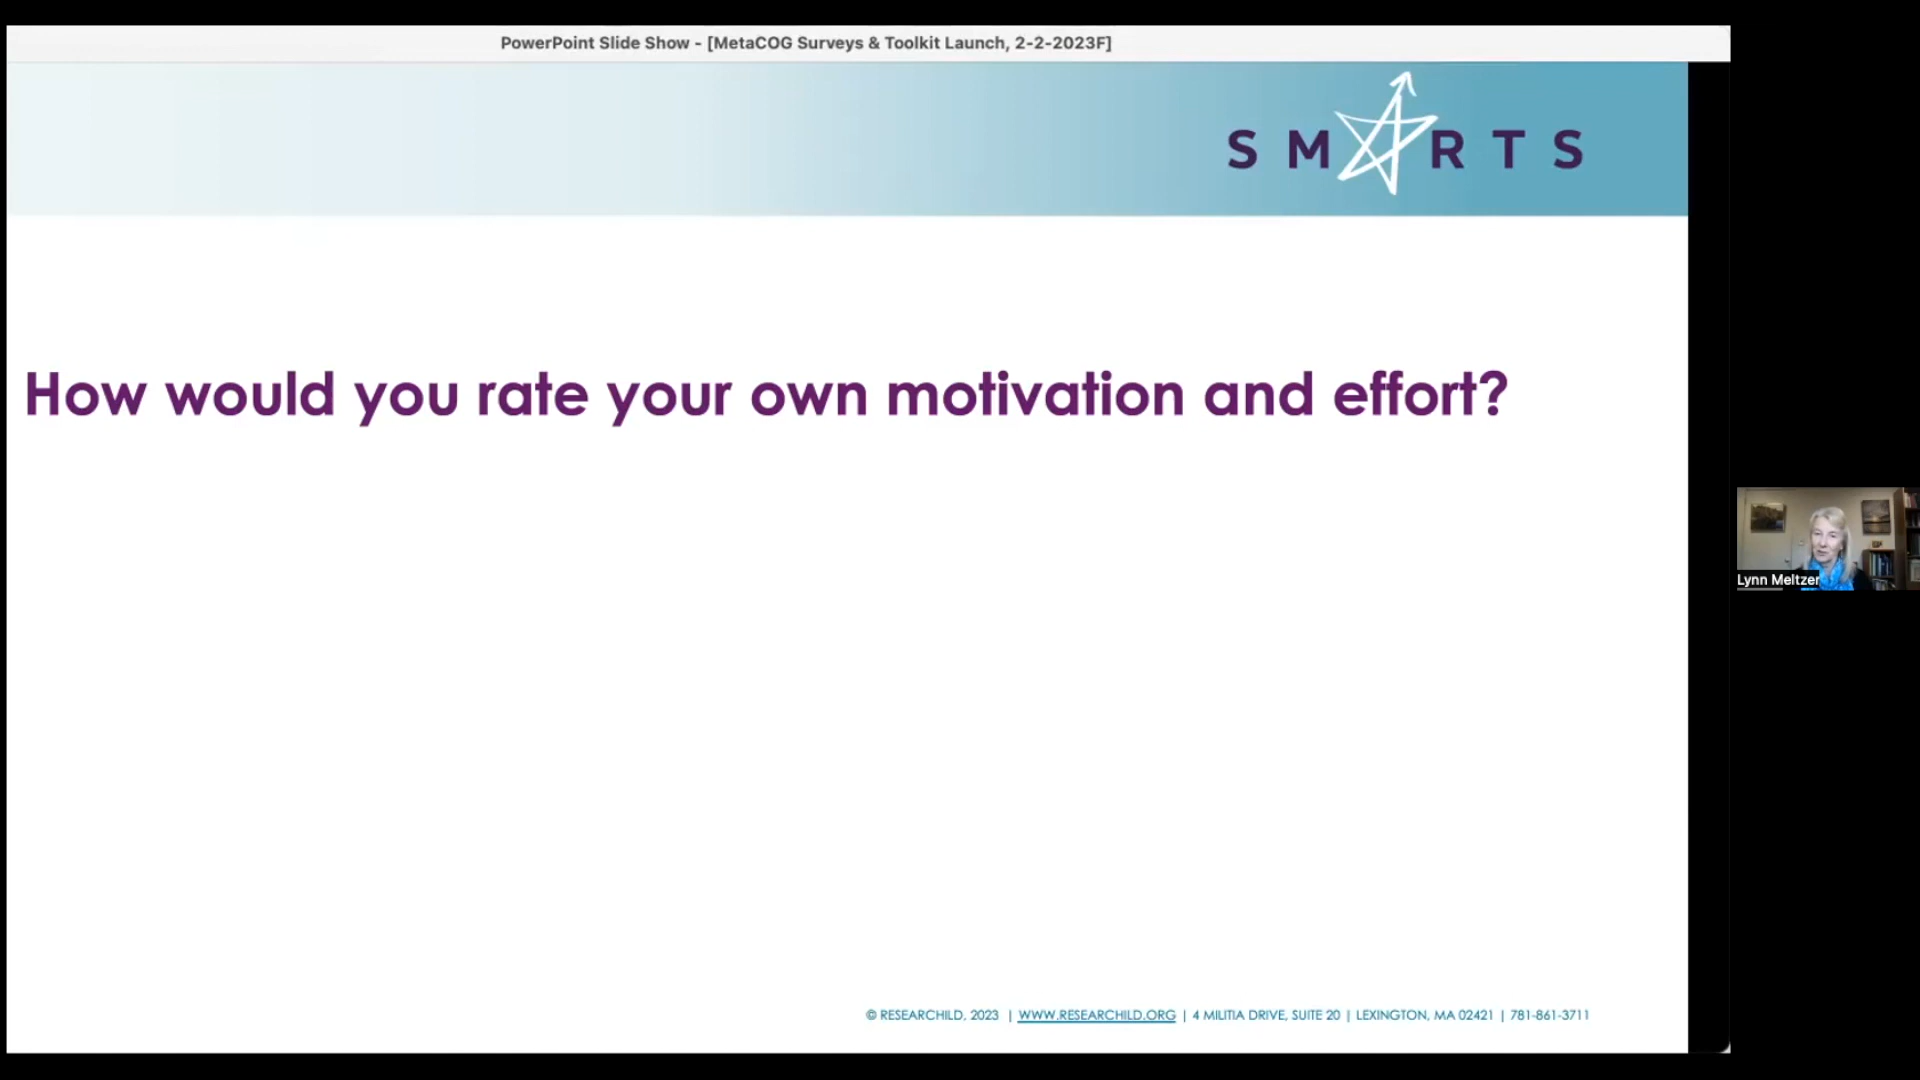 PowerPoint Slide Show - [MetaCOG Surveys & Toolkit Launch, 2-2-2023F]
SMARTS
How would you rate your own motivation and effort?
Lynn Meltzer
© RESEARCHILD, 2023 | WWW.RESEARCHILD.ORG | 4 MILITIA DRIVE, SUITE 20 | LEXINGTON, MA 02421 | 781-861-3711